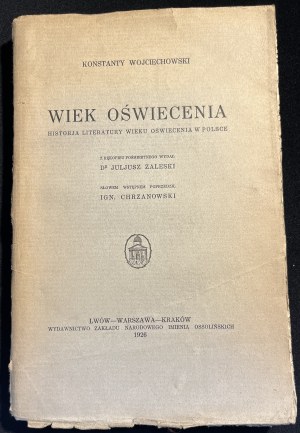 KONSTANTY WOJCIECHOWSKI
WIEK OŚWIECENIA
HISTORJA LITERATURY WIEKU OŚWIECENIA W POLSCE
Z RĘKOPISU POŚMIERTNEGO WYDAŁ
Dr JULJUSZ ZALESKI
SŁOWEM WSTĘPNEM POPRZEDZIŁ
IGN. CHRZANOWSKI
LWÓW—WARSZAWA—KRAKÓW
WYDAWNICTWO ZAKŁADU NARODOWEGO IMIENIA OSSOLIŃSKICH
1926